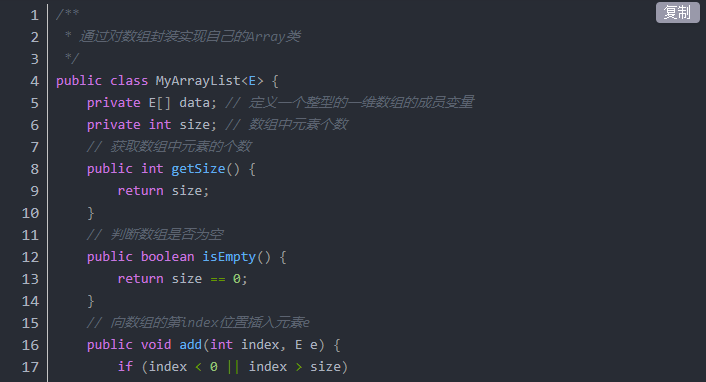 复制
1 /**
2  * 通过对数组封装实现自己的Array类
3  */
4 public class MyArrayList<E> {
5     private E[] data; // 定义一个整型的一维数组的成员变量
6     private int size; // 数组中元素个数
7     // 获取数组中元素的个数
8     public int getSize() {
9         return size;
10     }
11     // 判断数组是否为空
12     public boolean isEmpty() {
13         return size == 0;
14     }
15     // 向数组的第index位置插入元素e
16     public void add(int index, E e) {
17         if (index < 0 || index > size)